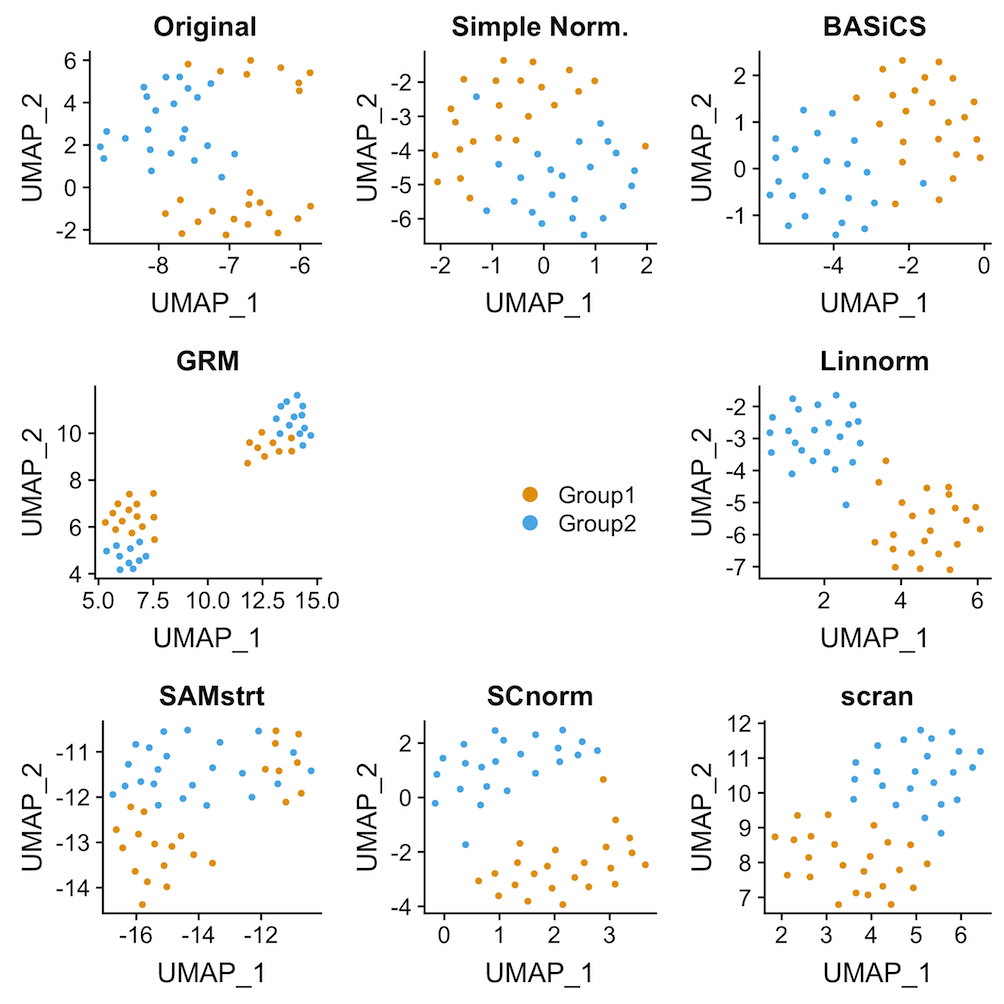 Original
6
4
2
0
-2
UMAP_2
-8 -7 -6
UMAP_1
Simple Norm.
-2
-3
-4
-5
-6
UMAP_2
-2 -1 0 1 2
UMAP_1
BASiCS
2
1
0
-1
UMAP_2
-4 -2 0
UMAP_1
GRM
10
8
6
4
UMAP_2
5.0 7.5 10.0 12.5 15.0
UMAP_1
Group1
Group2
Linnorm
-2
-3
-4
-5
-6
-7
UMAP_2
2 4 6
UMAP_1
SAMstrt
-11
-12
-13
-14
UMAP_2
-16 -14 -12
UMAP_1
SCnorm
2
0
-2
-4
UMAP_2
0 1 2 3
UMAP_1
scran
12
11
10
9
8
7
UMAP_2
2 3 4 5 6
UMAP_1